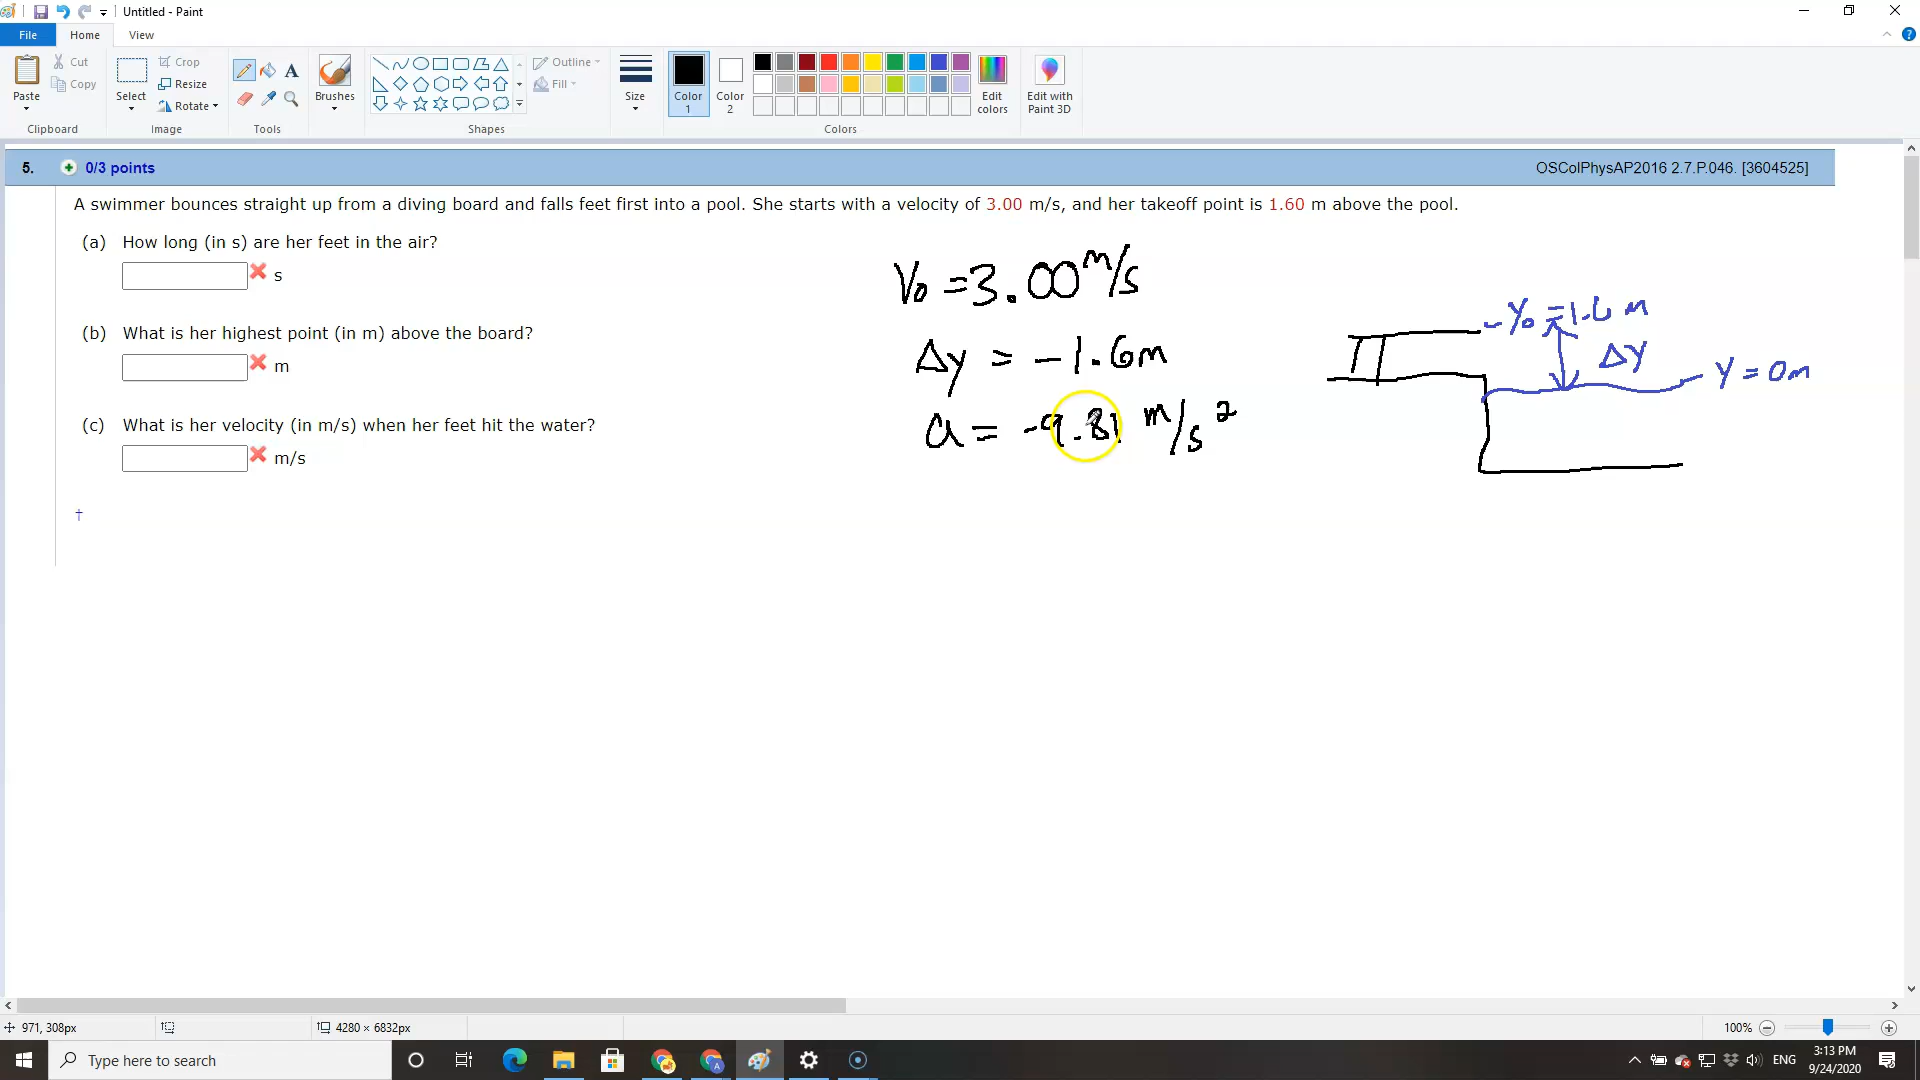 Untitled - Paint
File Home View
Paste
Cut
Copy
Clipboard
Select
Crop
Resize
Rotate
Image
Tools
Brushes
Shapes
Outline
Fill
Size
Color 1
Color 2
Colors
Edit colors
Edit with Paint 3D
5. 0/3 points OSColPhysAP2016 2.7.P.046. [3604525]
A swimmer bounces straight up from a diving board and falls feet first into a pool. She starts with a velocity of 3.00 m/s, and her takeoff point is 1.60 m above the pool.
(a) How long (in s) are her feet in the air?
s
(b) What is her highest point (in m) above the board?
m
(c) What is her velocity (in m/s) when her feet hit the water?
m/s
V₀ = 3.00 m/s
Δy = -1.6m
a = -9.81 m/s²
y₀ = 1.6 m
Δy
y = 0m
971, 308px
4280 × 6832px
100%
Type here to search
ENG
3:13 PM
9/24/2020